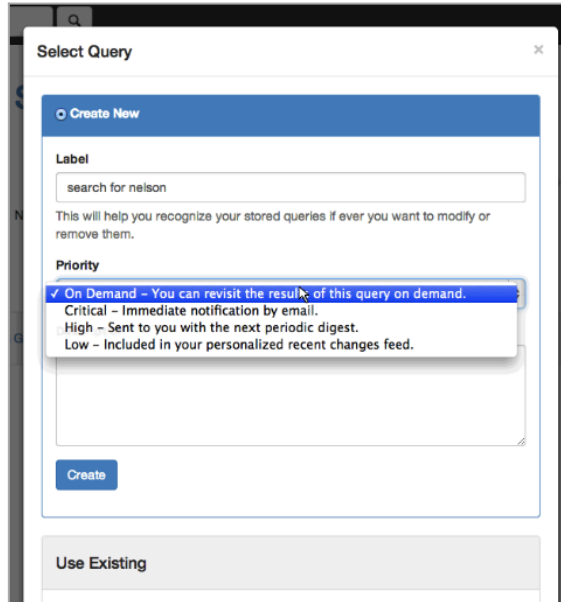 Select Query
×
Create New
Label
search for nelson
This will help you recognize your stored queries if ever you want to modify or
remove them.
Priority
✓ On Demand – You can revisit the results of this query on demand.
Critical – Immediate notification by email.
High – Sent to you with the next periodic digest.
Low – Included in your personalized recent changes feed.
Create
Use Existing